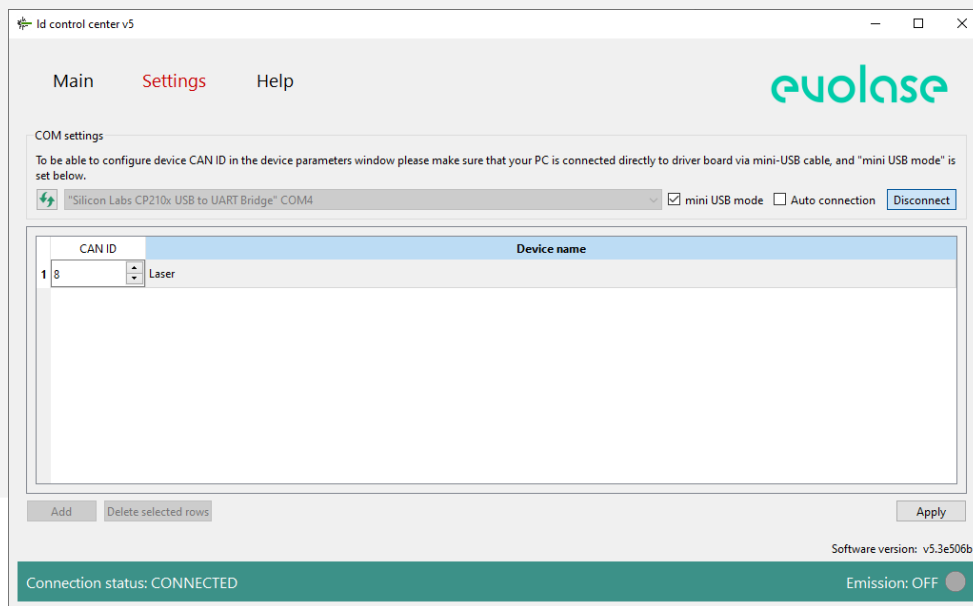 Id control center v5
Main Settings Help
evolase
COM settings
To be able to configure device CAN ID in the device parameters window please make sure that your PC is connected directly to driver board via mini-USB cable, and "mini USB mode" is
set below.
"Silicon Labs CP210x USB to UART Bridge" COM4 mini USB mode Auto connection Disconnect
CAN ID Device name
1 8 Laser
Add Delete selected rows Apply
Software version: v5.3e506b
Connection status: CONNECTED Emission: OFF